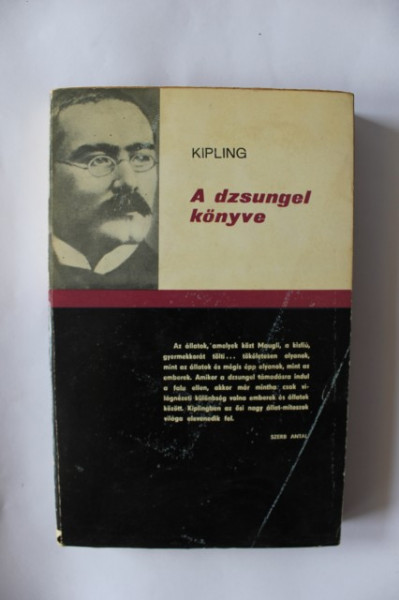 KIPLING
A dzsungel
könyve
Az állatok, amelyek közt Maugli, a kisfiú,
gyermekkorát tölti... tökéletesen olyanok,
mint az állatok és mégis épp olyanok, mint az
emberek. Amikor a dzsungel támadásra indul
a falu ellen, akkor már mintha csak vi-
lágnézeti különbség volna emberek és állatok
között. Kiplingben az ősi nagy állat-mítoszok
világa elevenedik fel.
SZERB ANTAL